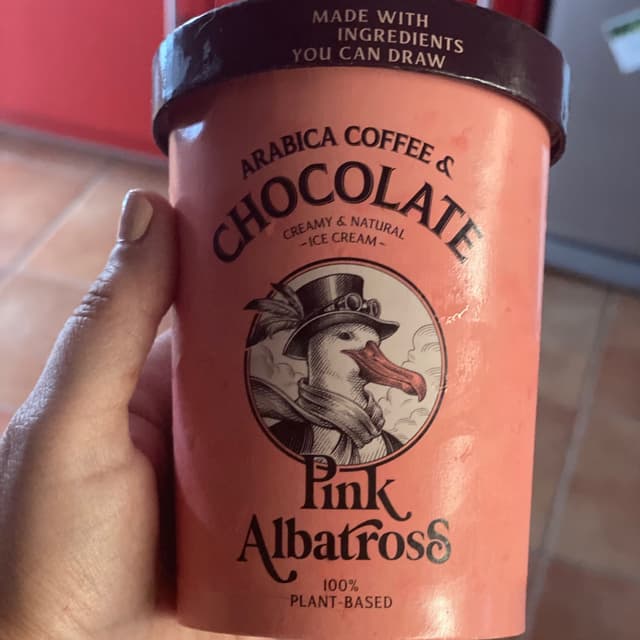 MADE WITH
INGREDIENTS
YOU CAN DRAW
ARABICA COFFEE &
CHOCOLATE
CREAMY & NATURAL
- ICE CREAM -
Pink
Albatross
100%
PLANT-BASED